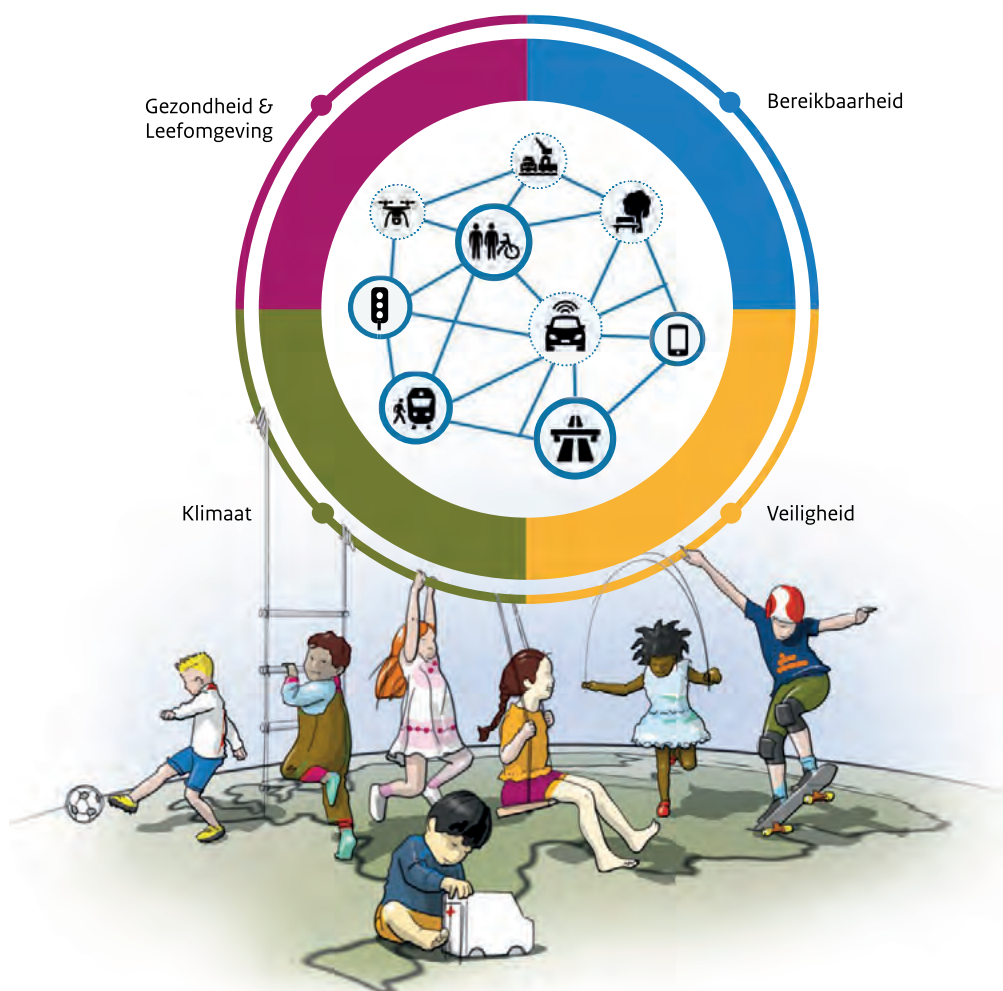 Gezondheid &
Leefomgeving
Bereikbaarheid
Klimaat
Veiligheid